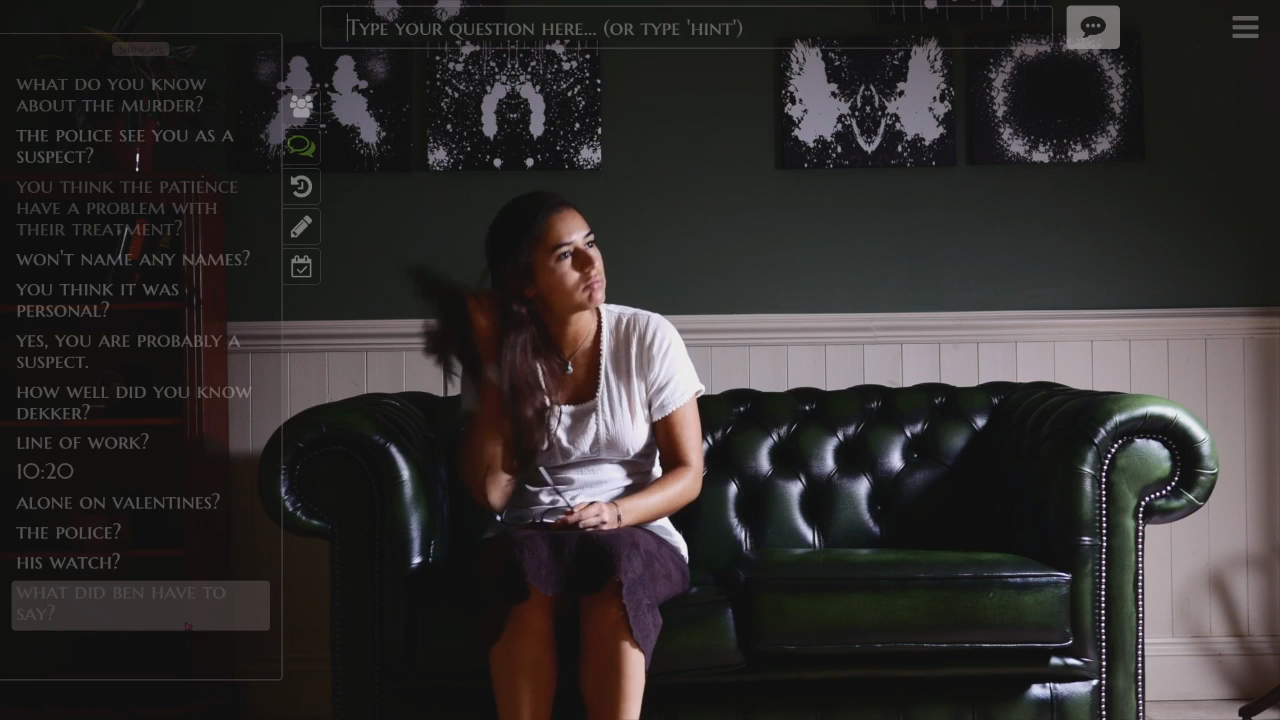 Type your question here... (or type 'hint')
SHOW ALL
What do you know
about the murder?
The police see you as a
suspect?
You think the patience
have a problem with
their treatment?
Won't name any names?
You think it was
personal?
Yes, you are probably a
suspect.
How well did you know
Dekker?
Line of work?
10:20
Alone on Valentines?
The police?
His watch?
What did Ben have to
say?